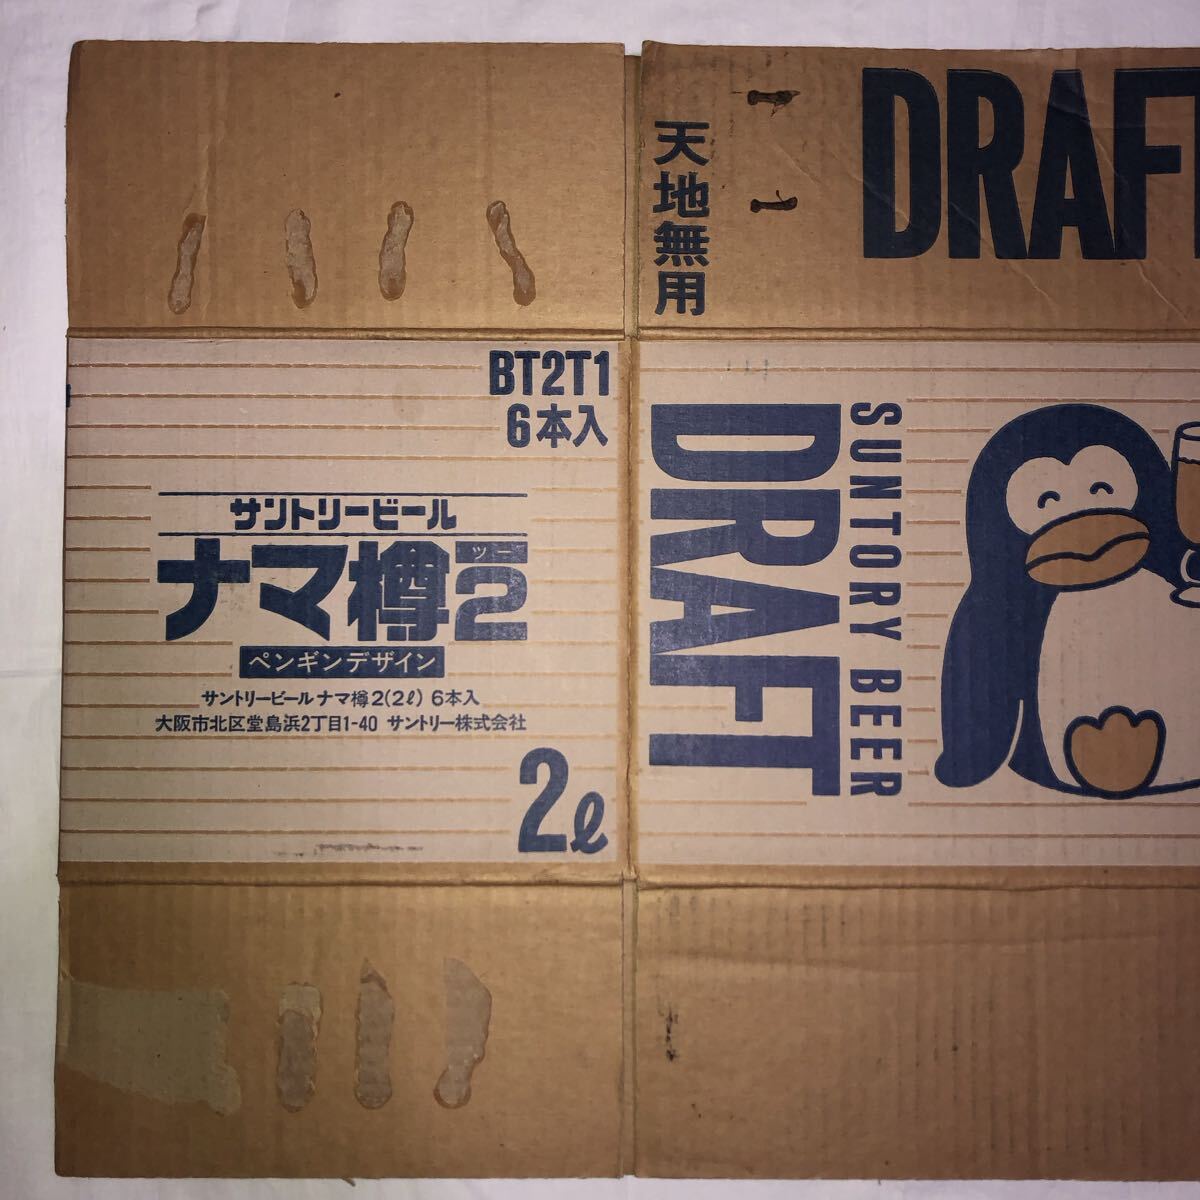 天地無用
DRAFT
BT2T1
6本入
サントリービール
ナマ樽2
ツー
ペンギンデザイン
サントリービール ナマ樽2(2ℓ) 6本入
大阪市北区堂島浜2丁目1-40 サントリー株式会社
2ℓ
SUNTORY BEER
DRAFT